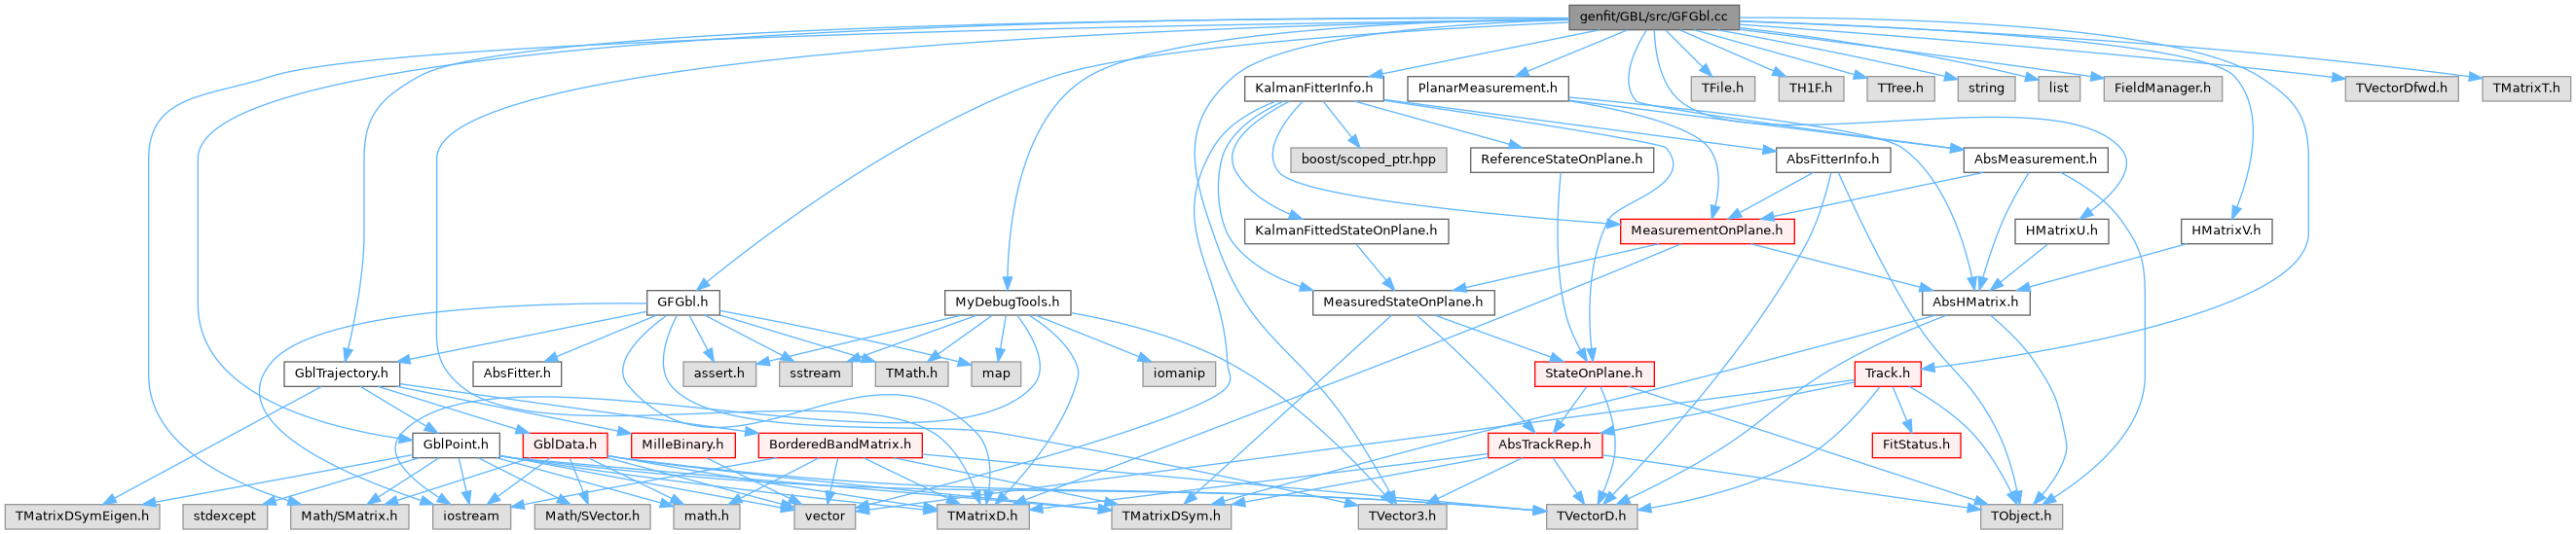 genfit/GBL/src/GFGbl.cc
KalmanFitterInfo.h
PlanarMeasurement.h
TFile.h
TH1F.h
TTree.h
string
list
FieldManager.h
TVectorDfwd.h
TMatrixT.h
boost/scoped_ptr.hpp
ReferenceStateOnPlane.h
AbsFitterInfo.h
AbsMeasurement.h
KalmanFittedStateOnPlane.h
MeasurementOnPlane.h
HMatrixU.h
HMatrixV.h
GFGbl.h
MyDebugTools.h
MeasuredStateOnPlane.h
AbsHMatrix.h
GblTrajectory.h
AbsFitter.h
assert.h
sstream
TMath.h
map
iomanip
StateOnPlane.h
Track.h
GblPoint.h
GblData.h
MilleBinary.h
BorderedBandMatrix.h
AbsTrackRep.h
FitStatus.h
TMatrixDSymEigen.h
stdexcept
Math/SMatrix.h
iostream
Math/SVector.h
math.h
vector
TMatrixD.h
TMatrixDSym.h
TVector3.h
TVectorD.h
TObject.h